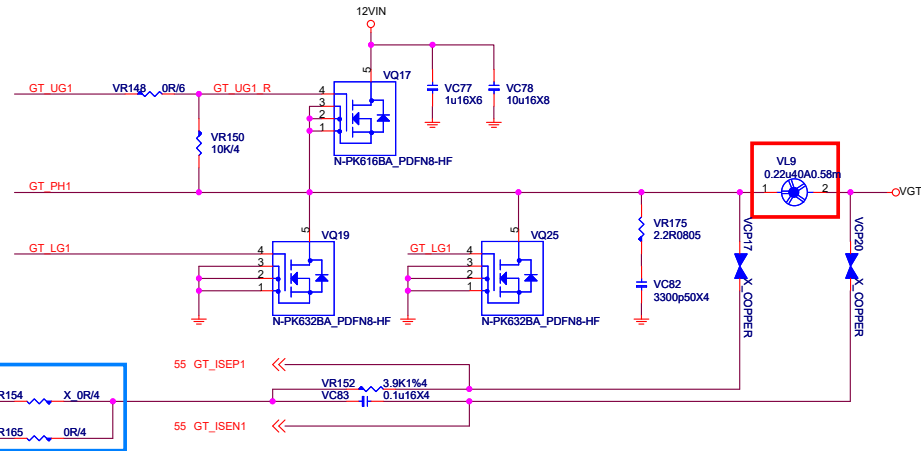 12VIN
5
VQ17
GT_UG1
VR148
0R/6
GT_UG1_R
4
3
2
1
VC77
1u16X6
VC78
10u16X8
VR150
10K/4
N-PK616BA_PDFN8-HF
VL9
0.22u40A0.58m
GT_PH1
1
2
VGT
5
VQ19
5
VQ25
VR175
2.2R0805
VCP17
X_COPPER
VCP20
X_COPPER
GT_LG1
4
3
2
1
GT_LG1
4
3
2
1
VC82
3300p50X4
N-PK632BA_PDFN8-HF
N-PK632BA_PDFN8-HF
55 GT_ISEP1
VR152
3.9K1%4
VC83
0.1u16X4
R154
X_0R/4
55 GT_ISEN1
R165
0R/4